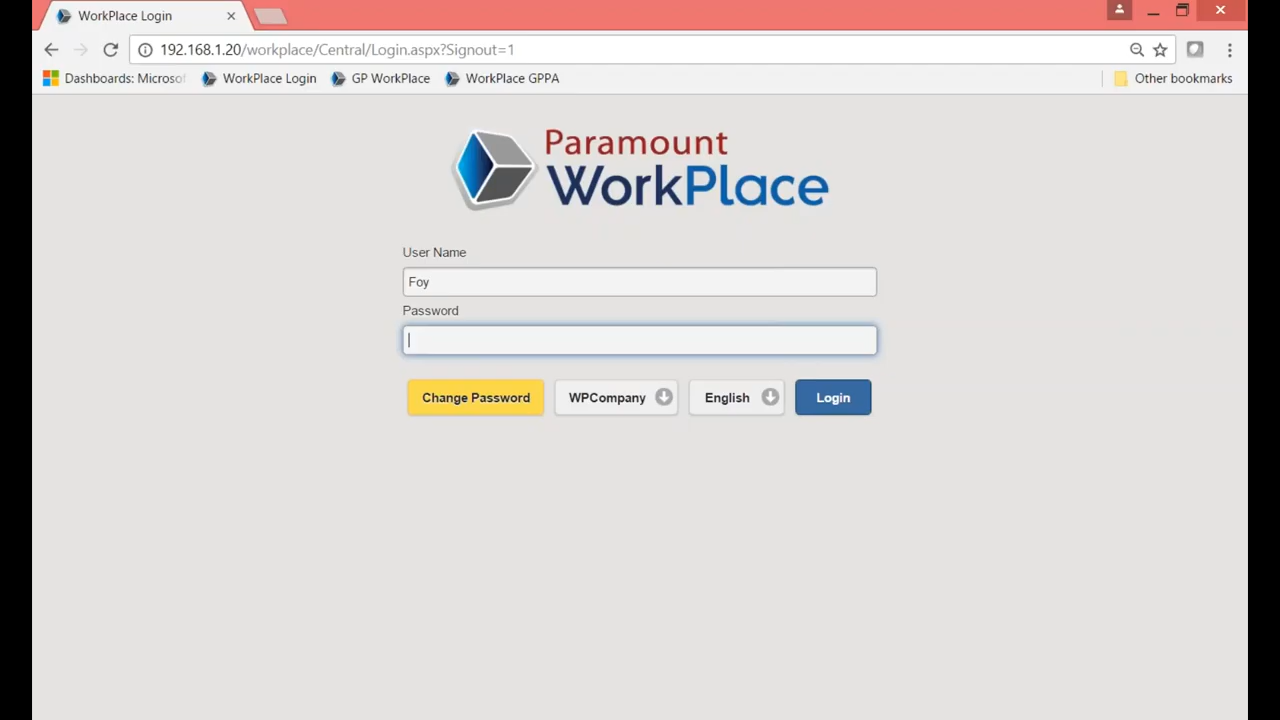 WorkPlace Login
192.168.1.20/workplace/Central/Login.aspx?Signout=1
Dashboards: Microsof WorkPlace Login GP WorkPlace WorkPlace GPPA Other bookmarks
Paramount
WorkPlace
User Name
Foy
Password
Change Password WPCompany English Login